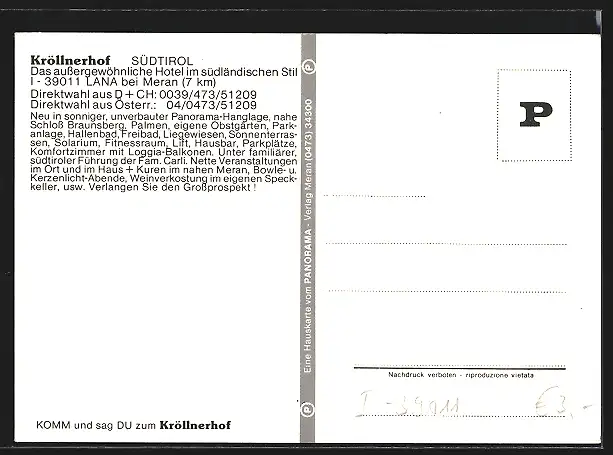 Kröllnerhof SÜDTIROL
Das außergewöhnliche Hotel im südländischen Stil
I - 39011 LANA bei Meran (7 km)
Direktwahl aus D + CH: 0039/473/51209
Direktwahl aus Österr.: 04/0473/51209
Neu in sonniger, unverbauter Panorama-Hanglage, nahe
Schloß Braunsberg, Palmen, eigene Obstgärten, Park-
anlage, Hallenbad, Freibad, Liegewiesen, Sonnenterras-
sen, Solarium, Fitnessraum, Lift, Hausbar, Parkplätze,
Komfortzimmer mit Loggia-Balkonen. Unter familiärer,
südtiroler Führung der Fam. Carli. Nette Veranstaltungen
im Ort und im Haus + Kuren im nahen Meran, Bowle- u.
Kerzenlicht-Abende, Weinverkostung im eigenen Speck-
keller, usw. Verlangen Sie den Großprospekt !
KOMM und sag DU zum Kröllnerhof
Eine Hauskarte vom PANORAMA - Verlag Meran (0473) 34300
P
P
P
Nachdruck verboten - riproduzione vietata
I - 39011 € 3,-